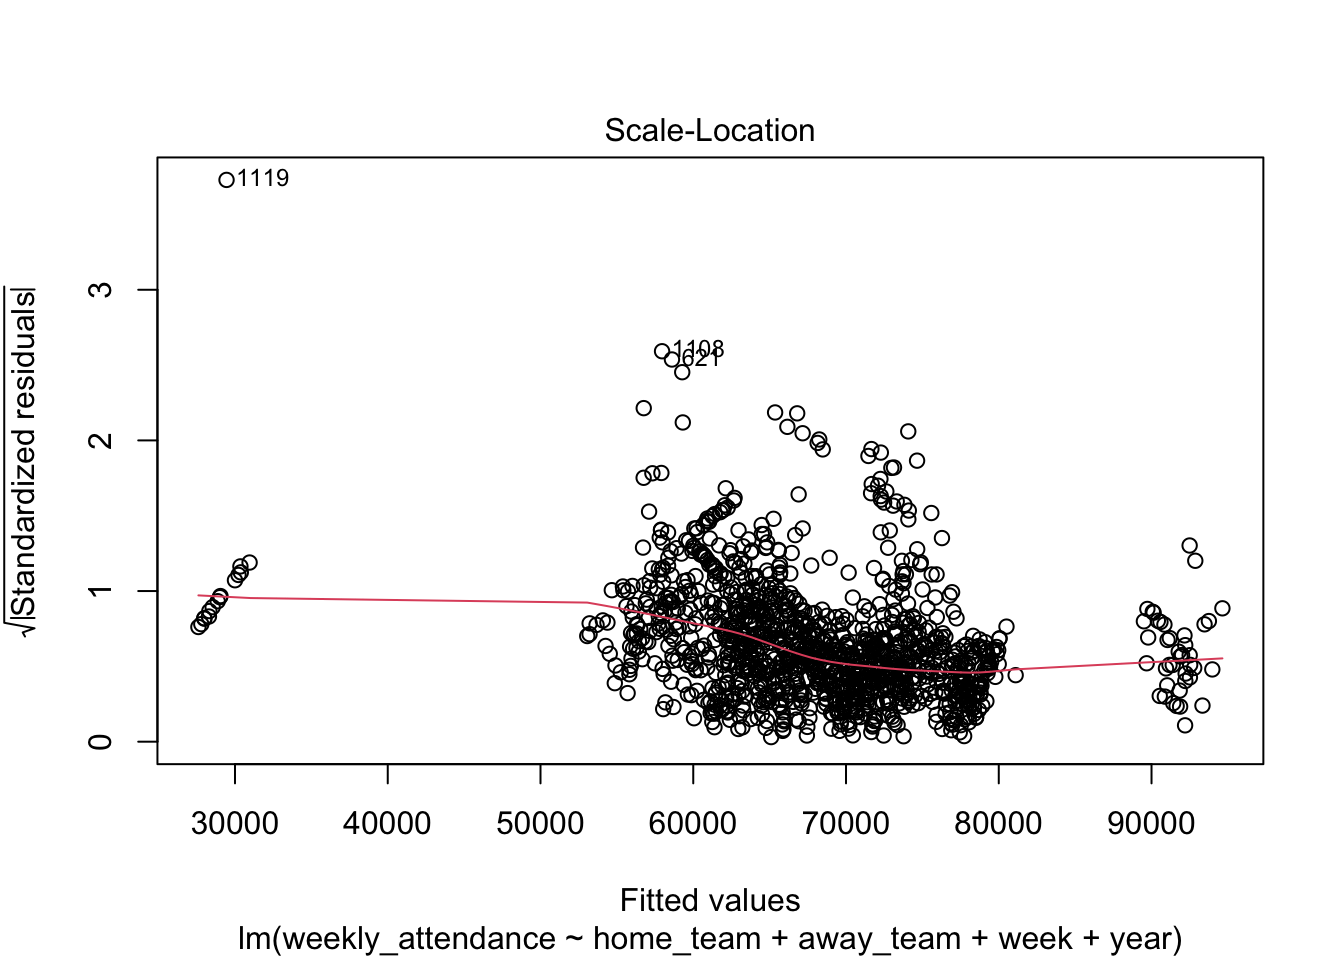 Scale-Location
1119
1108
621
√|Standardized residuals|
3
2
1
0
30000 40000 50000 60000 70000 80000 90000
Fitted values
lm(weekly_attendance ~ home_team + away_team + week + year)